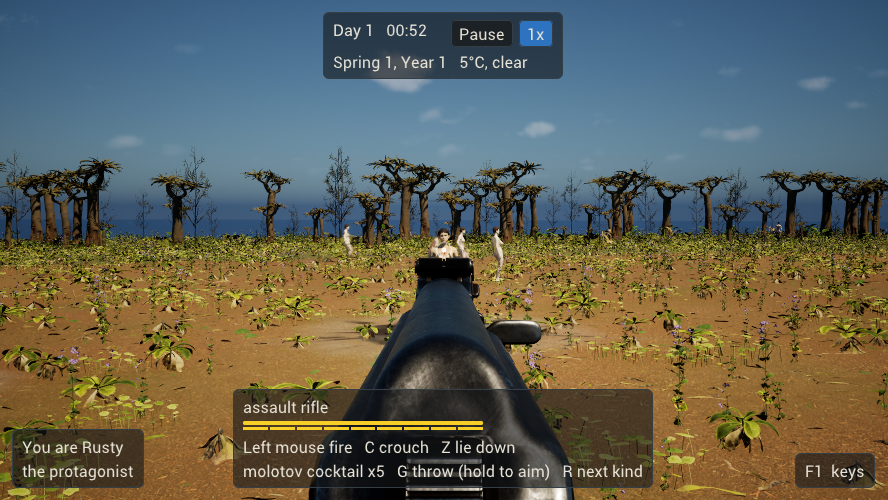 Day 1 00:52 Pause 1x
Spring 1, Year 1 5°C, clear
assault rifle
Left mouse fire C crouch Z lie down
molotov cocktail x5 G throw (hold to aim) R next kind
You are Rusty
the protagonist
F1 keys